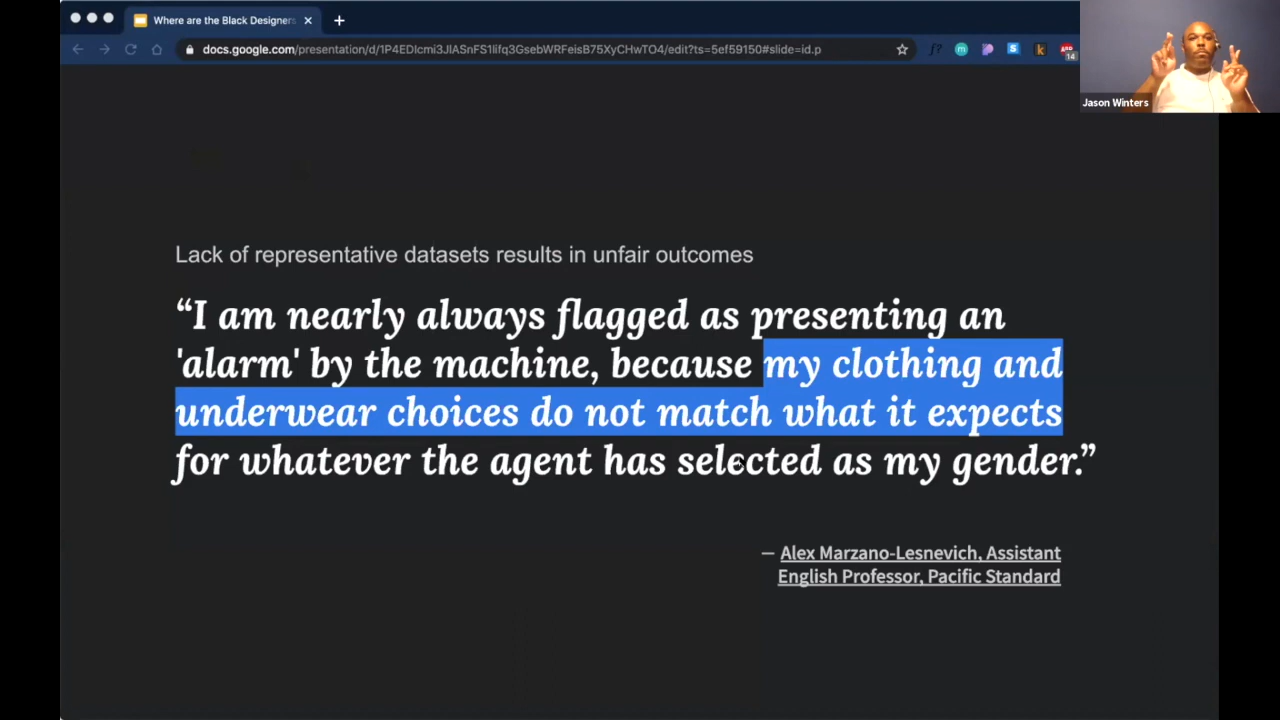 Where are the Black Designers
docs.google.com/presentation/d/1P4EDIcmi3JIASnFS1lifq3GsebWRFeisB75XyCHwTO4/edit?ts=5ef59150#slide=id.p
f?
m
S
k
14
Jason Winters
Lack of representative datasets results in unfair outcomes
“I am nearly always flagged as presenting an
'alarm' by the machine, because my clothing and
underwear choices do not match what it expects
for whatever the agent has selected as my gender.”
— Alex Marzano-Lesnevich, Assistant
English Professor, Pacific Standard